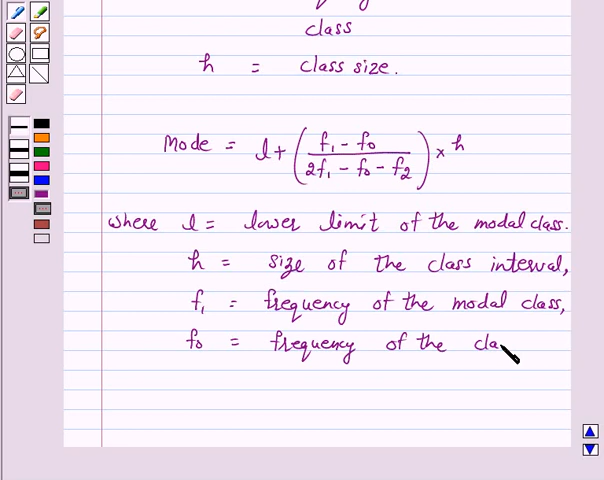 class
h = class size.
Mode = l + ( f₁ - f₀ / 2f₁ - f₀ - f₂ ) × h
where l = lower limit of the modal class.
h = size of the class interval,
f₁ = frequency of the modal class,
f₀ = frequency of the cla